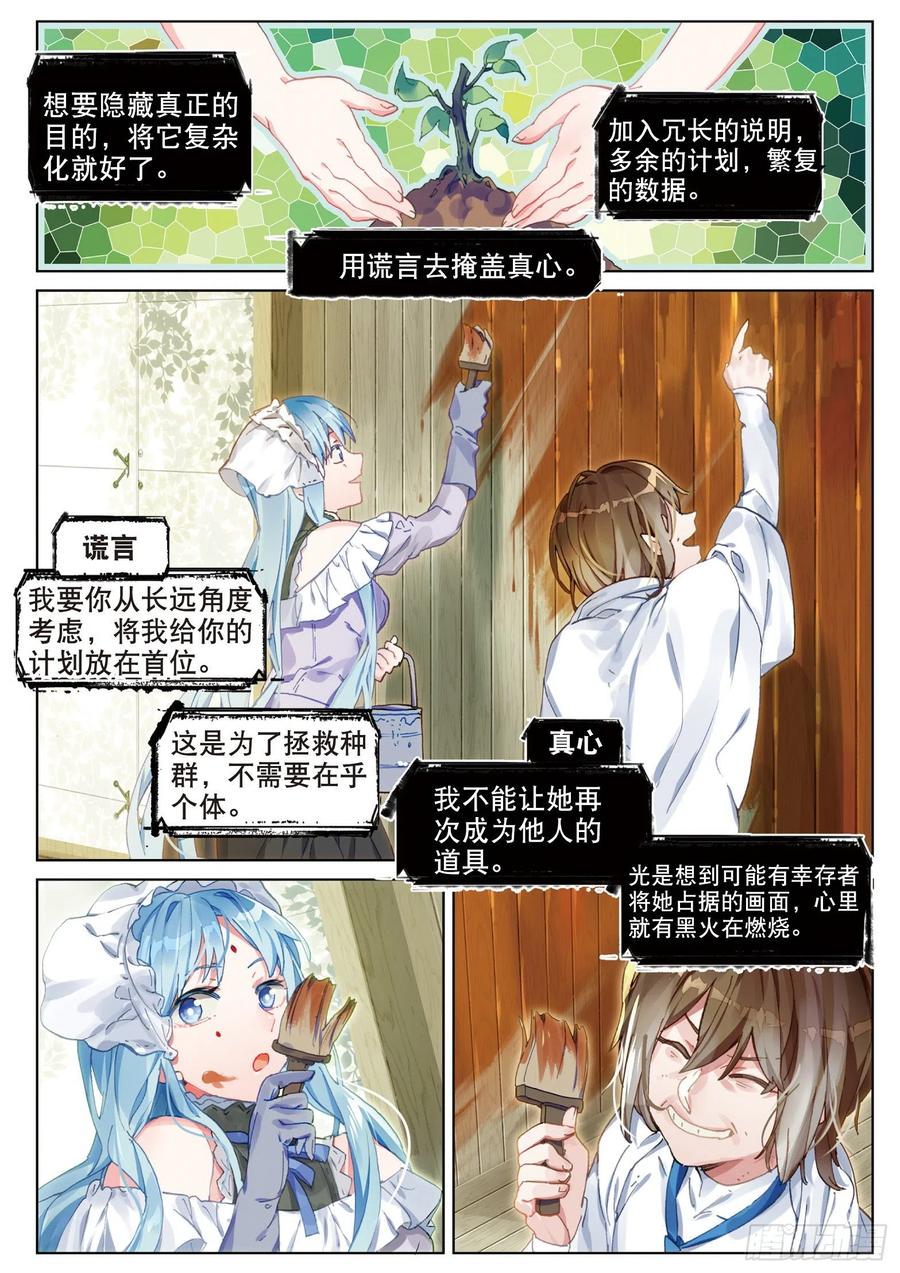 想要隐藏真正的
目的，将它复杂
化就好了。
加入冗长的说明，
多余的计划，繁复
的数据。
用谎言去掩盖真心。
谎言
我要你从长远角度
考虑，将我给你的
计划放在首位。
这是为了拯救种
群，不需要在乎
个体。
真心
我不能让她再
次成为他人的
道具。
光是想到可能有幸存者
将她占据的画面，心里
就有黑火在燃烧。
腾讯动漫